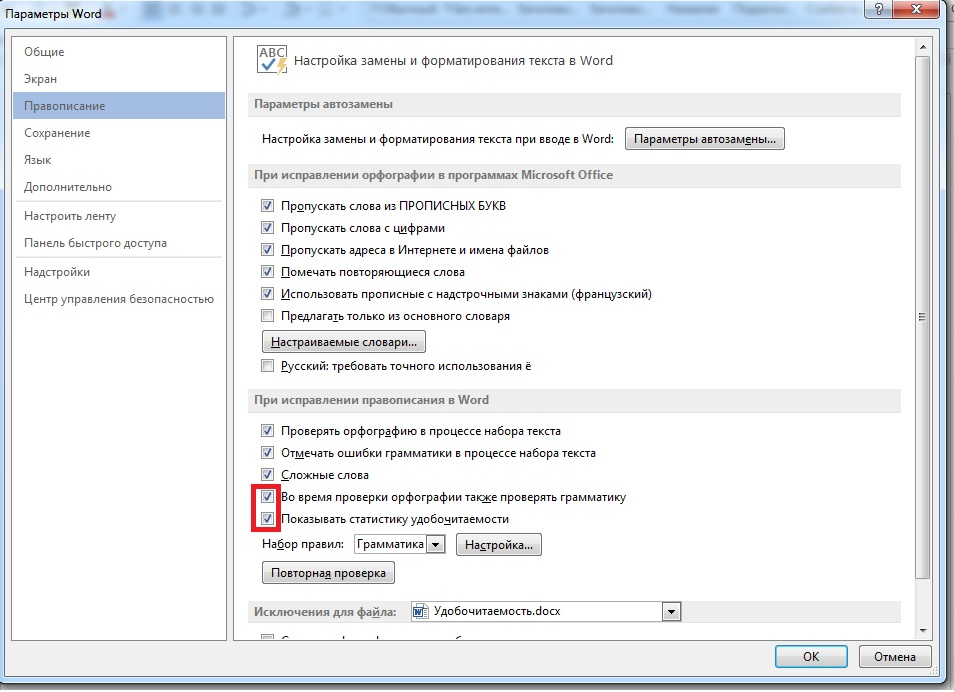 Параметры Word
?
Общие
Экран
Правописание
Сохранение
Язык
Дополнительно
Настроить ленту
Панель быстрого доступа
Надстройки
Центр управления безопасностью
ABC
Настройка замены и форматирования текста в Word
Параметры автозамены
Настройка замены и форматирования текста при вводе в Word:
Параметры автозамены...
При исправлении орфографии в программах Microsoft Office
Пропускать слова из ПРОПИСНЫХ БУКВ
Пропускать слова с цифрами
Пропускать адреса в Интернете и имена файлов
Помечать повторяющиеся слова
Использовать прописные с надстрочными знаками (французский)
Предлагать только из основного словаря
Настраиваемые словари...
Русский: требовать точного использования ё
При исправлении правописания в Word
Проверять орфографию в процессе набора текста
Отмечать ошибки грамматики в процессе набора текста
Сложные слова
Во время проверки орфографии также проверять грамматику
Показывать статистику удобочитаемости
Набор правил: Грамматика Настройка...
Повторная проверка
Исключения для файла: Удобочитаемость.docx
ОК Отмена